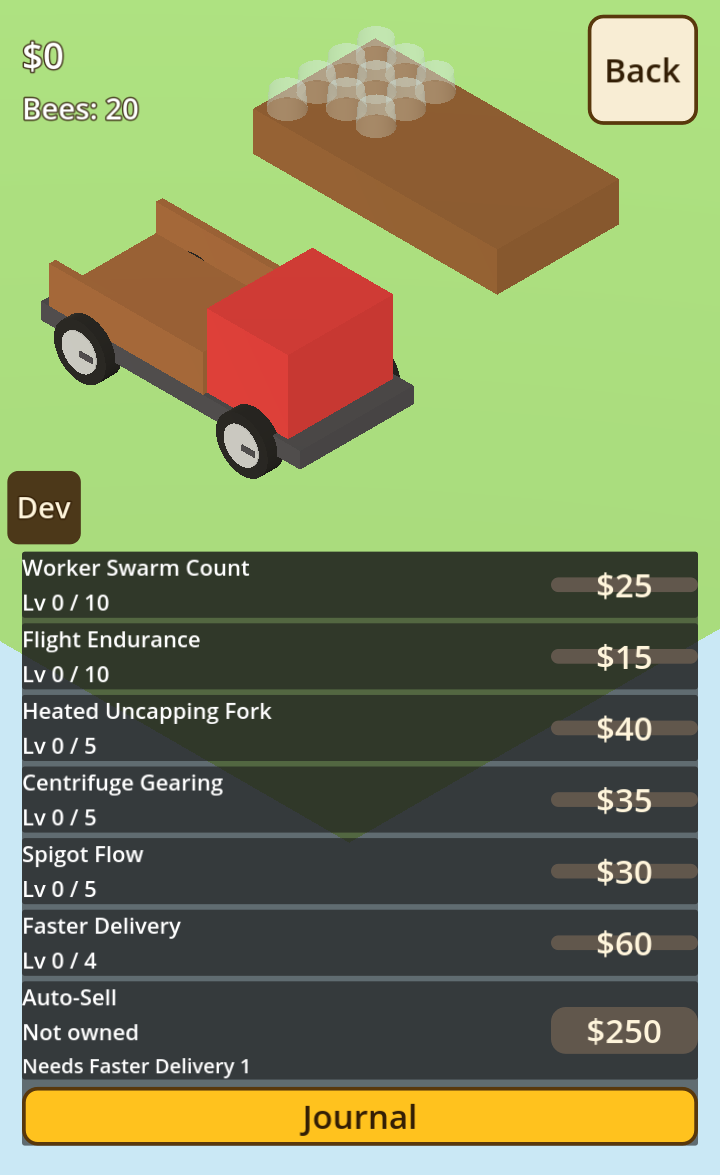 $0
Back
Bees: 20
Dev
Worker Swarm Count
Lv 0 / 10
$25
Flight Endurance
Lv 0 / 10
$15
Heated Uncapping Fork
Lv 0 / 5
$40
Centrifuge Gearing
Lv 0 / 5
$35
Spigot Flow
Lv 0 / 5
$30
Faster Delivery
Lv 0 / 4
$60
Auto-Sell
Not owned
Needs Faster Delivery 1
$250
Journal